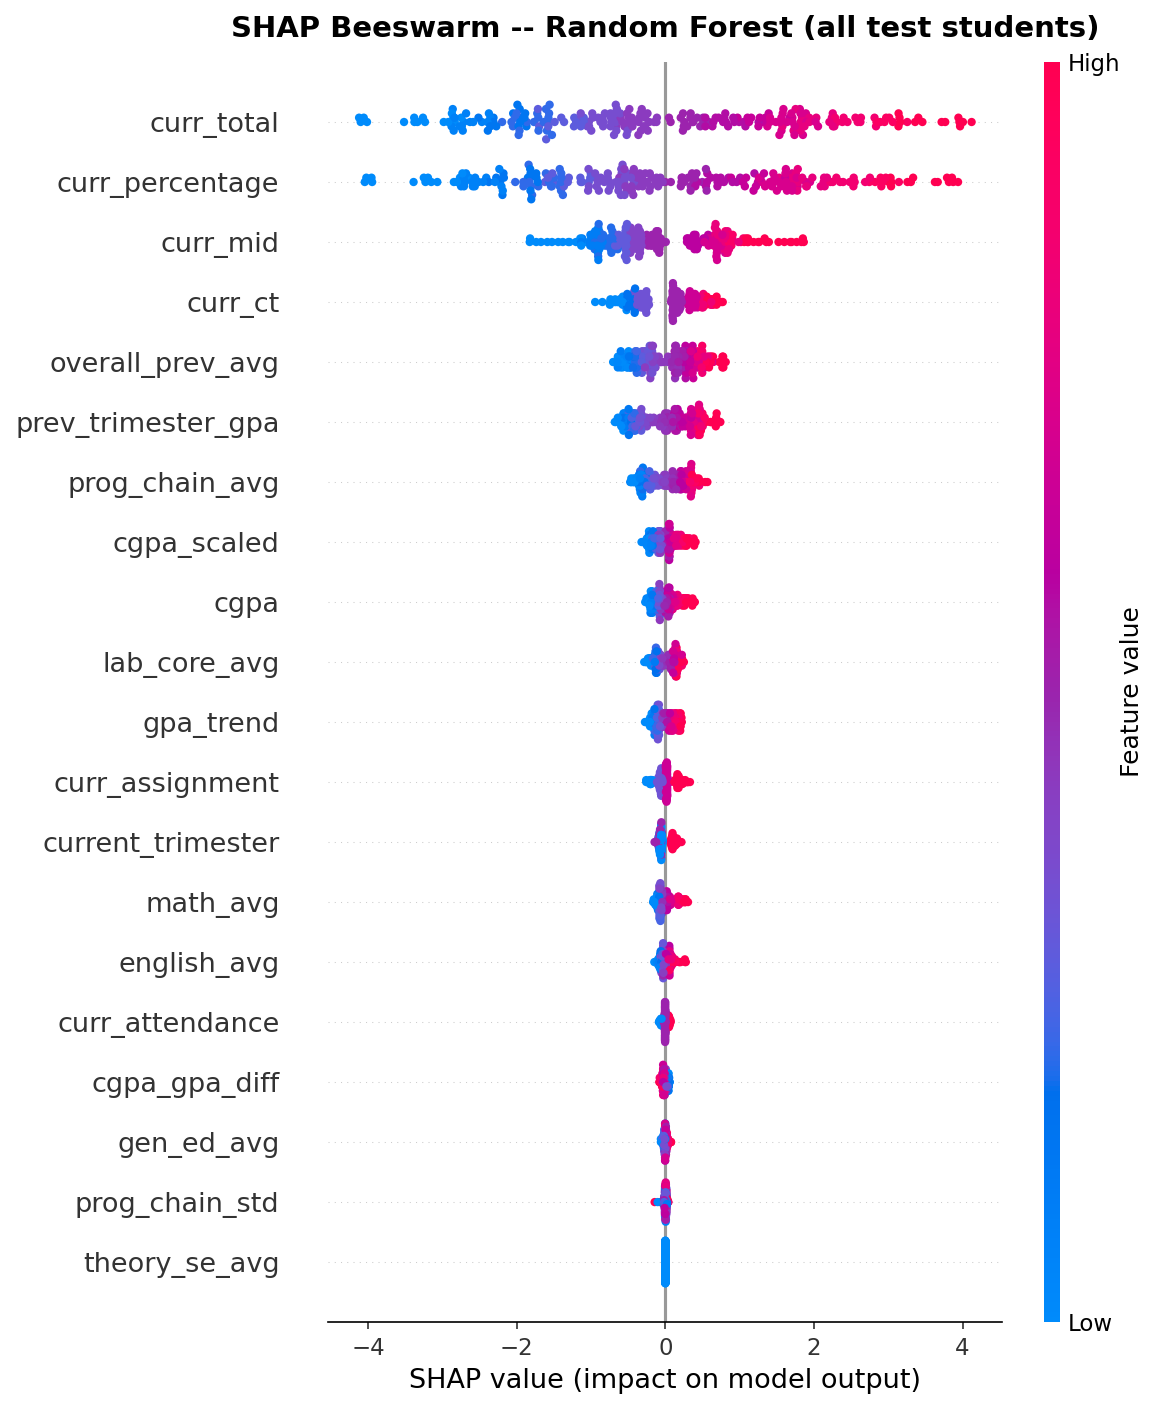 SHAP Beeswarm -- Random Forest (all test students)
High
curr_total
curr_percentage
curr_mid
curr_ct
overall_prev_avg
prev_trimester_gpa
prog_chain_avg
cgpa_scaled
cgpa
lab_core_avg
gpa_trend
curr_assignment
current_trimester
math_avg
english_avg
curr_attendance
cgpa_gpa_diff
gen_ed_avg
prog_chain_std
theory_se_avg
Feature value
Low
−4 −2 0 2 4
SHAP value (impact on model output)